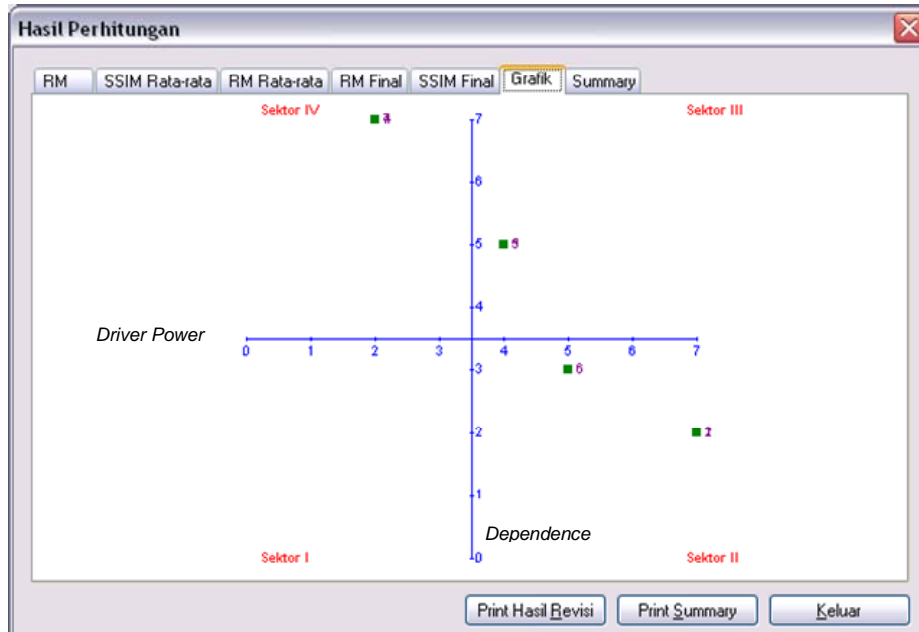 Hasil Perhitungan
RM SSIM Rata-rata RM Rata-rata RM Final SSIM Final Grafik Summary
Sektor IV Sektor III
7
6
5
4
Driver Power
0 1 2 3 4 5 6 7
3 6
2
1
Dependence
0
Sektor I Sektor II
Print Hasil Revisi Print Summary Keluar